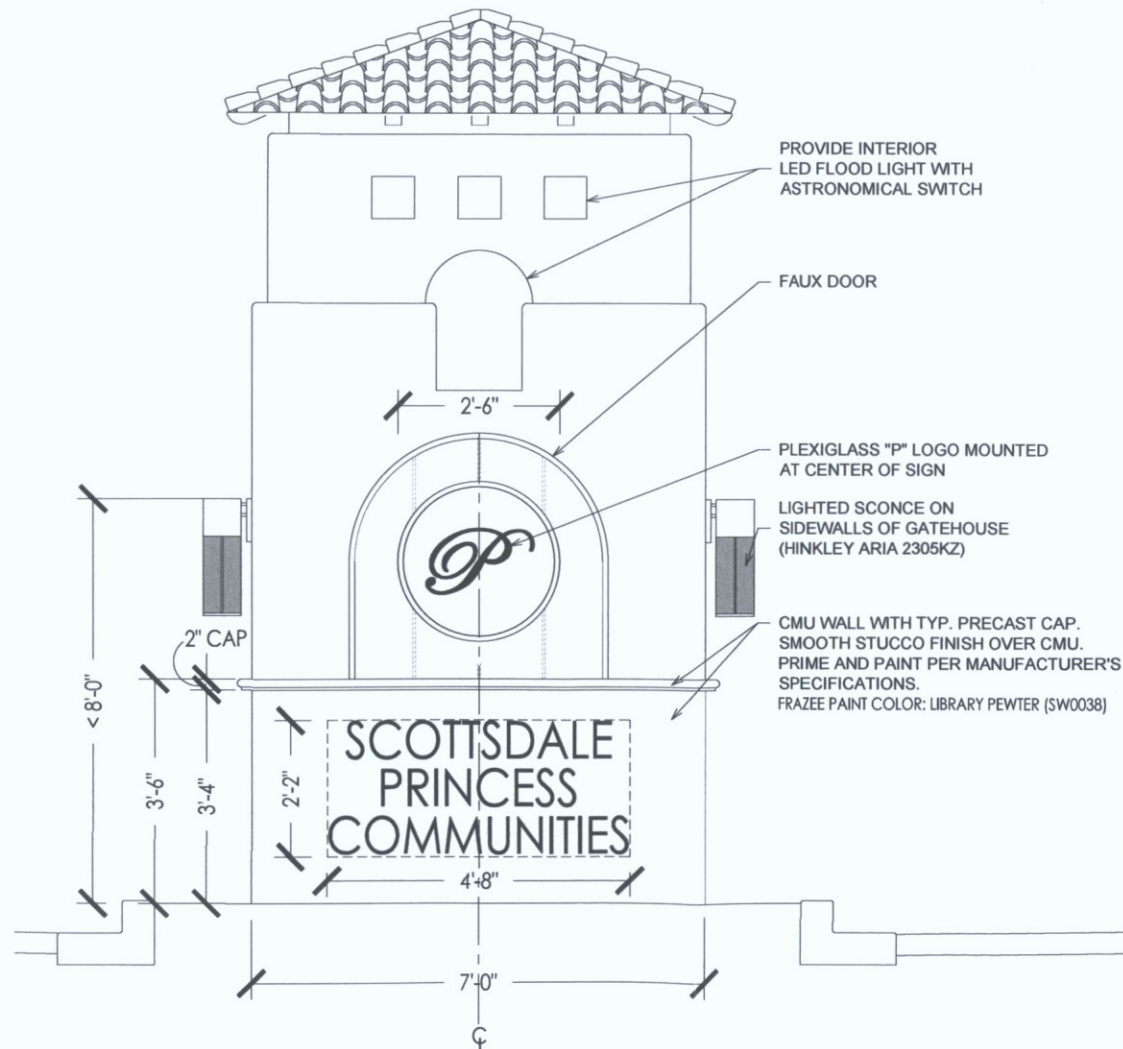 PROVIDE INTERIOR
LED FLOOD LIGHT WITH
ASTRONOMICAL SWITCH
FAUX DOOR
2'-6"
PLEXIGLASS "P" LOGO MOUNTED
AT CENTER OF SIGN
P
LIGHTED SCONCE ON
SIDEWALLS OF GATEHOUSE
(HINKLEY ARIA 2305KZ)
CMU WALL WITH TYP. PRECAST CAP.
SMOOTH STUCCO FINISH OVER CMU.
PRIME AND PAINT PER MANUFACTURER'S
SPECIFICATIONS.
FRAZEE PAINT COLOR: LIBRARY PEWTER (SW0038)
2" CAP
< 8'-0"
3'-6"
3'-4"
2'-2"
SCOTTSDALE
PRINCESS
COMMUNITIES
4'-8"
7'-0"
℄